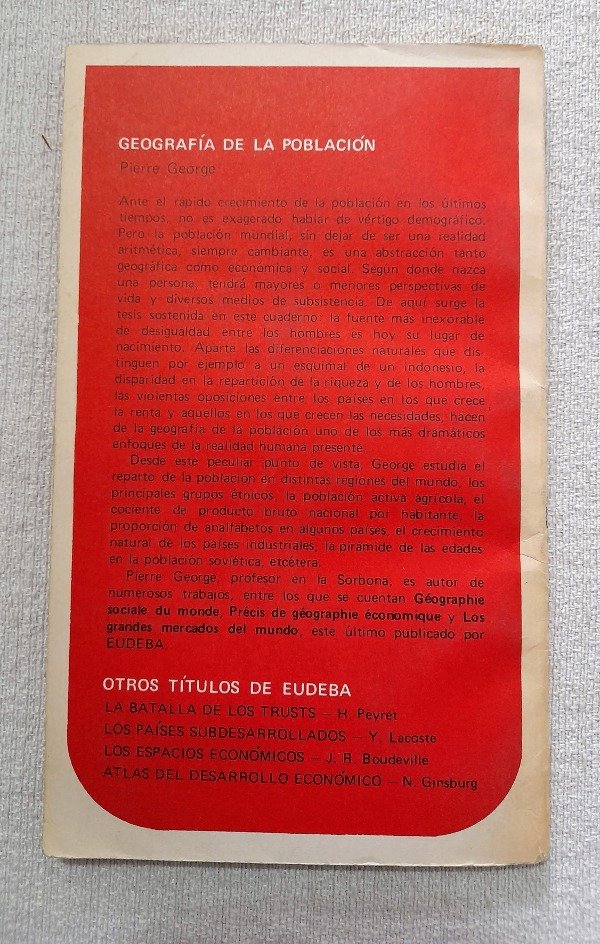 GEOGRAFÍA DE LA POBLACIÓN
Pierre George
Ante el rápido crecimiento de la población en los últimos
tiempos, no es exagerado hablar de vértigo demográfico.
Pero la población mundial, sin dejar de ser una realidad
aritmética, siempre cambiante, es una abstracción tanto
geográfica como económica y social. Según donde nazca
una persona, tendrá mayores o menores perspectivas de
vida y diversos medios de subsistencia. De aquí surge la
tesis sostenida en este cuaderno: la fuente más inexorable
de desigualdad entre los hombres es hoy su lugar de
nacimiento. Aparte las diferenciaciones naturales que dis-
tinguen por ejemplo a un esquimal de un indonesio, la
disparidad en la repartición de la riqueza y de los hombres,
las violentas oposiciones entre los países en los que crece
la renta y aquellos en los que crecen las necesidades, hacen
de la geografía de la población uno de los más dramáticos
enfoques de la realidad humana presente.
Desde este peculiar punto de vista, George estudia el
reparto de la población en distintas regiones del mundo, los
principales grupos étnicos, la población activa agrícola, el
cociente de producto bruto nacional por habitante, la
proporción de analfabetos en algunos países, el crecimiento
natural de los países industriales, la pirámide de las edades
en la población soviética, etcétera.
Pierre George, profesor en la Sorbona, es autor de
numerosos trabajos, entre los que se cuentan Géographie
sociale du monde, Précis de géographie économique y Los
grandes mercados del mundo, este último publicado por
EUDEBA.
OTROS TÍTULOS DE EUDEBA
LA BATALLA DE LOS TRUSTS – H. Peyret
LOS PAÍSES SUBDESARROLLADOS – Y. Lacoste
LOS ESPACIOS ECONÓMICOS – J. R. Boudeville
ATLAS DEL DESARROLLO ECONÓMICO – N. Ginsburg